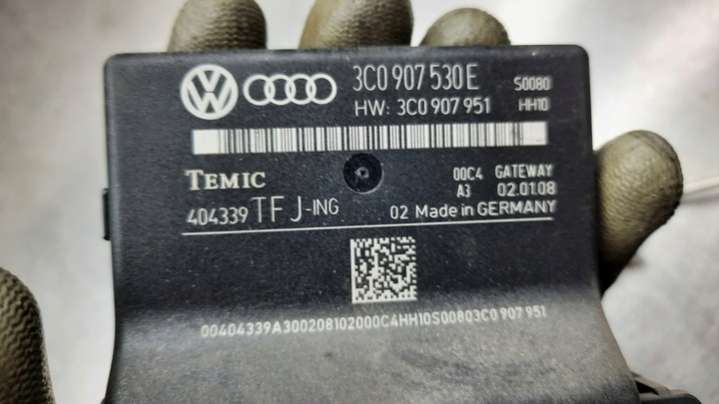 3C0 907 530 E S0080
HW: 3C0 907 951 HH10
TEMIC 00C4 GATEWAY
A3 02.01.08
404339 TFJ-ING 02 Made in GERMANY
00404339A300208102000C4HH10S00803C0 907 951